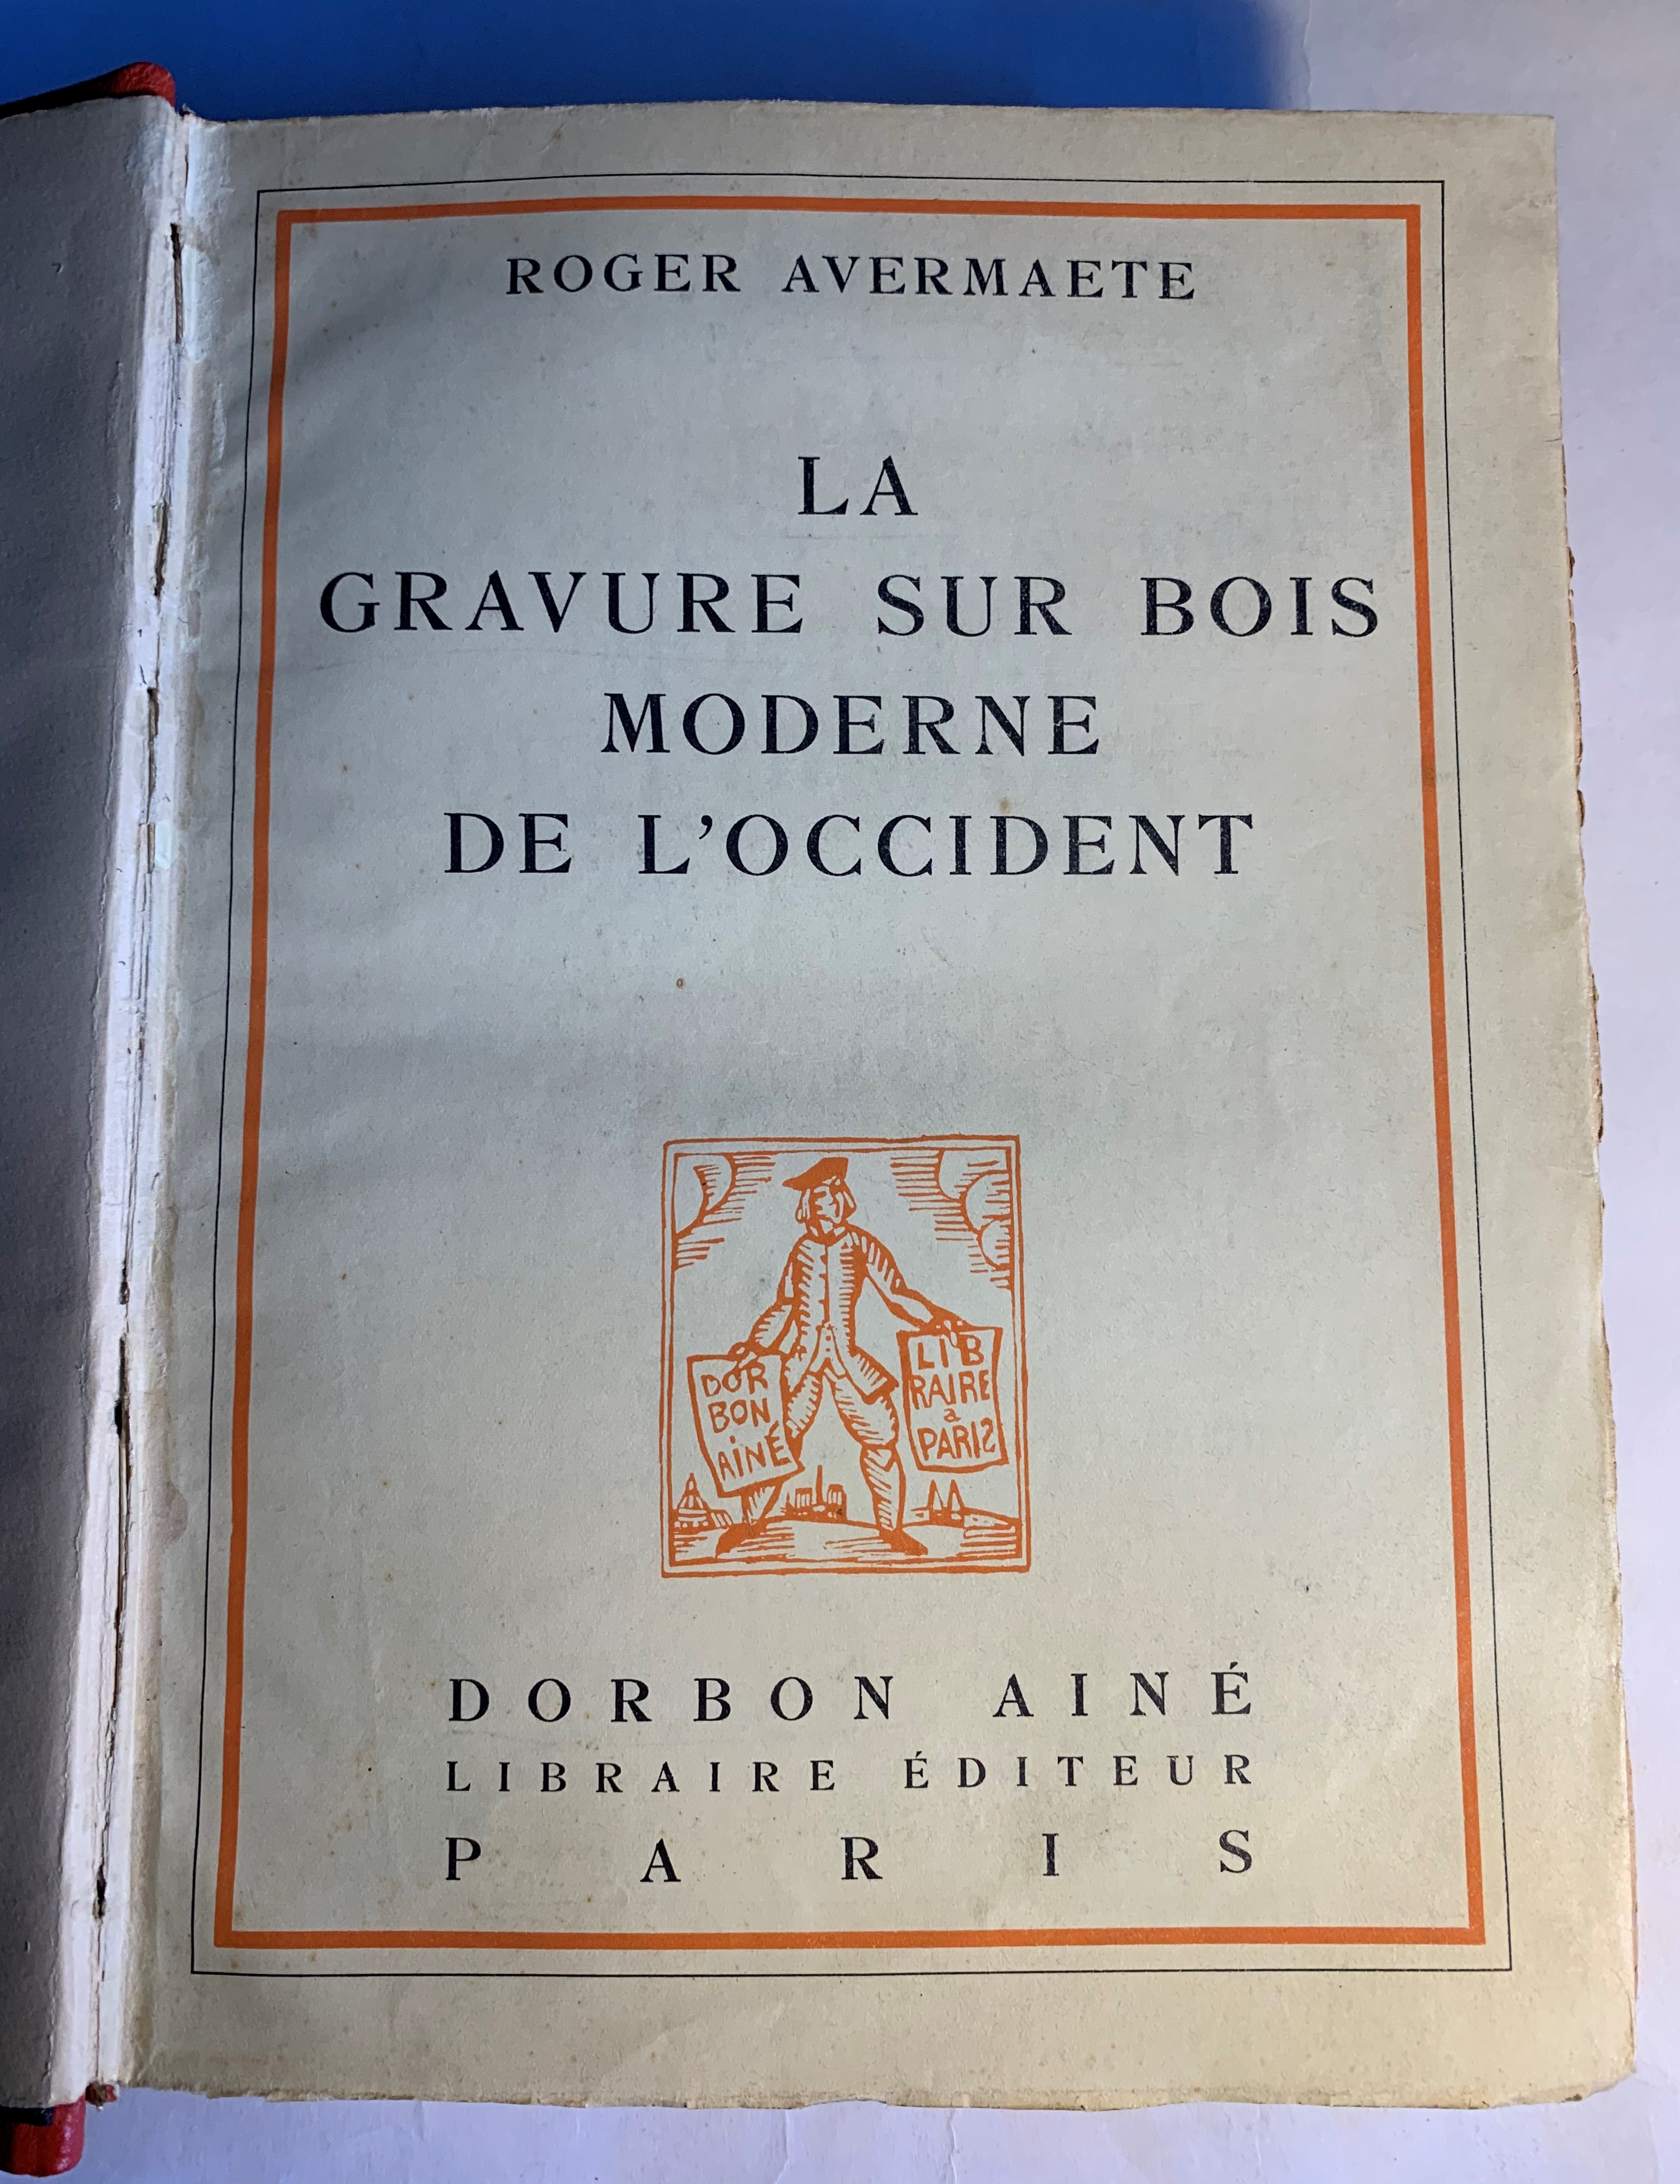 ROGER AVERMAETE
LA
GRAVURE SUR BOIS
MODERNE
DE L'OCCIDENT
DOR
BON
AINÉ
LIB
RAIRE
a
PARIS
DORBON AINÉ
LIBRAIRE ÉDITEUR
PARIS